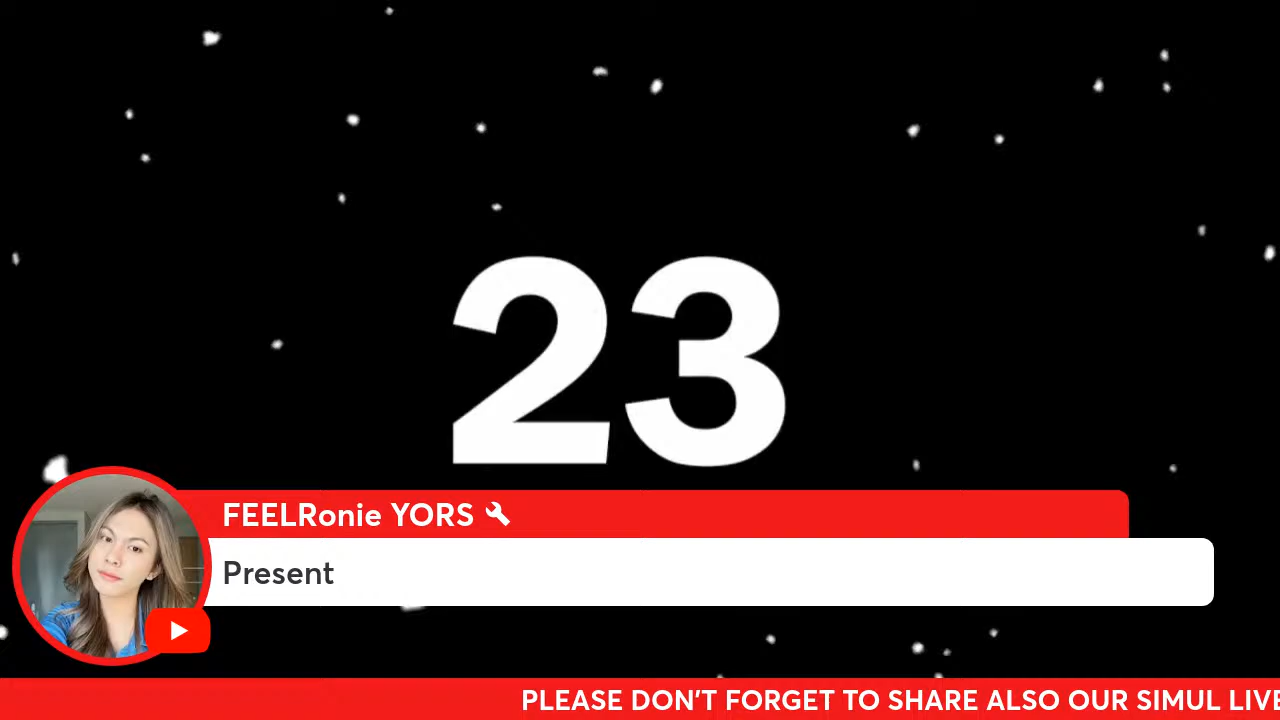 23
FEELRonie YORS
Present
PLEASE DON'T FORGET TO SHARE ALSO OUR SIMUL LIVE